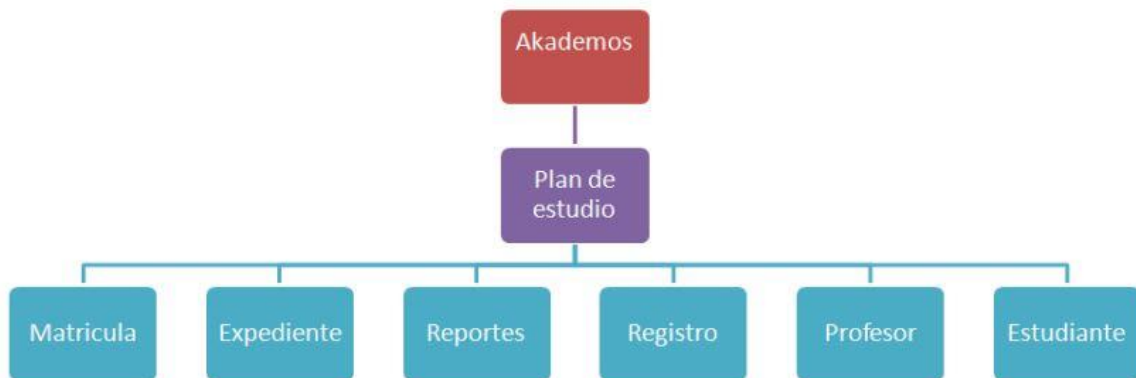 Akademos
Plan de
estudio
Matricula
Expediente
Reportes
Registro
Profesor
Estudiante